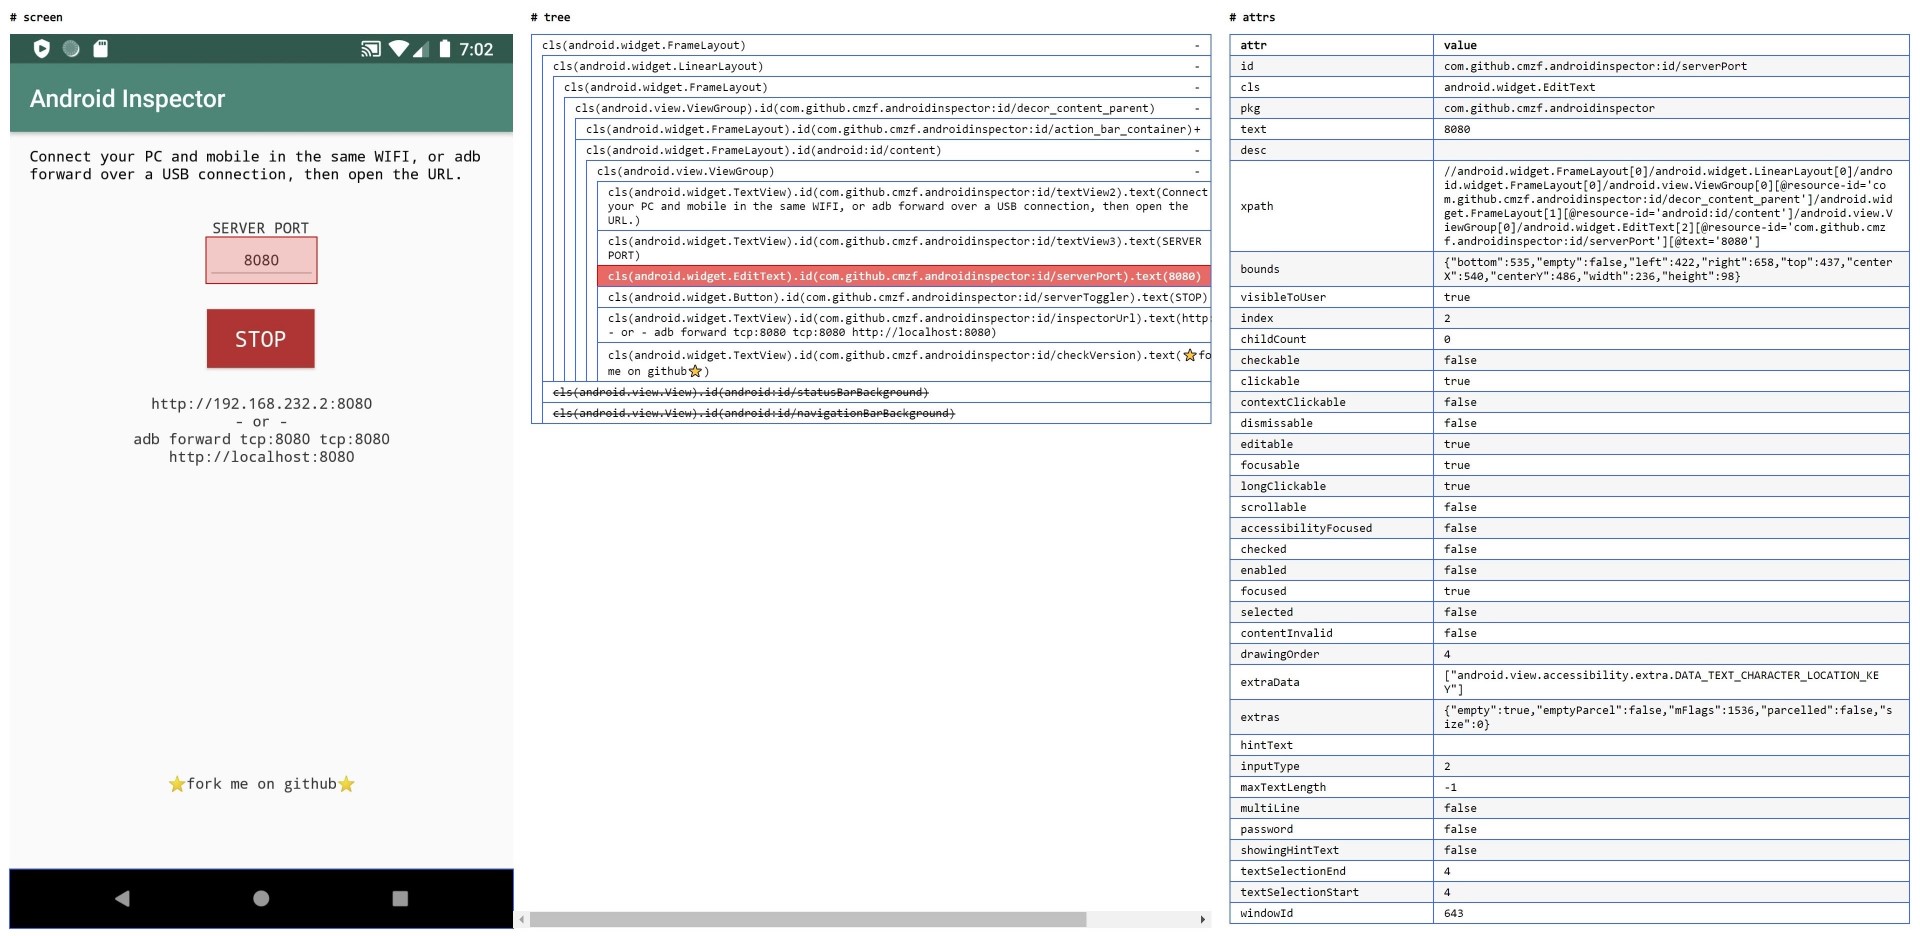 # screen
7:02
Android Inspector
Connect your PC and mobile in the same WIFI, or adb
forward over a USB connection, then open the URL.
SERVER PORT
8080
STOP
http://192.168.232.2:8080
- or -
adb forward tcp:8080 tcp:8080
http://localhost:8080
⭐fork me on github⭐
# tree
cls(android.widget.FrameLayout) -
cls(android.widget.LinearLayout) -
cls(android.widget.FrameLayout) -
cls(android.view.ViewGroup).id(com.github.cmzf.androidinspector:id/decor_content_parent) -
cls(android.widget.FrameLayout).id(com.github.cmzf.androidinspector:id/action_bar_container)+
cls(android.widget.FrameLayout).id(android:id/content) -
cls(android.view.ViewGroup) -
cls(android.widget.TextView).id(com.github.cmzf.androidinspector:id/textView2).text(Connect
your PC and mobile in the same WIFI, or adb forward over a USB connection, then open the
URL.)
cls(android.widget.TextView).id(com.github.cmzf.androidinspector:id/textView3).text(SERVER
PORT)
cls(android.widget.EditText).id(com.github.cmzf.androidinspector:id/serverPort).text(8080)
cls(android.widget.Button).id(com.github.cmzf.androidinspector:id/serverToggler).text(STOP)
cls(android.widget.TextView).id(com.github.cmzf.androidinspector:id/inspectorUrl).text(http:
- or - adb forward tcp:8080 tcp:8080 http://localhost:8080)
cls(android.widget.TextView).id(com.github.cmzf.androidinspector:id/checkVersion).text(⭐fo
me on github⭐)
cls(android.view.View).id(android:id/statusBarBackground)
cls(android.view.View).id(android:id/navigationBarBackground)
# attrs
attr value
id com.github.cmzf.androidinspector:id/serverPort
cls android.widget.EditText
pkg com.github.cmzf.androidinspector
text 8080
desc
xpath //android.widget.FrameLayout[0]/android.widget.LinearLayout[0]/andro
id.widget.FrameLayout[0]/android.view.ViewGroup[0][@resource-id='co
m.github.cmzf.androidinspector:id/decor_content_parent']/android.wid
get.FrameLayout[1][@resource-id='android:id/content']/android.view.V
iewGroup[0]/android.widget.EditText[2][@resource-id='com.github.cmz
f.androidinspector:id/serverPort'][@text='8080']
bounds {"bottom":535,"empty":false,"left":422,"right":658,"top":437,"center
X":540,"centerY":486,"width":236,"height":98}
visibleToUser true
index 2
childCount 0
checkable false
clickable true
contextClickable false
dismissable false
editable true
focusable true
longClickable true
scrollable false
accessibilityFocused false
checked false
enabled false
focused true
selected false
contentInvalid false
drawingOrder 4
extraData ["android.view.accessibility.extra.DATA_TEXT_CHARACTER_LOCATION_KE
Y"]
extras {"empty":true,"emptyParcel":false,"mFlags":1536,"parcelled":false,"s
ize":0}
hintText
inputType 2
maxTextLength -1
multiLine false
password false
showingHintText false
textSelectionEnd 4
textSelectionStart 4
windowId 643